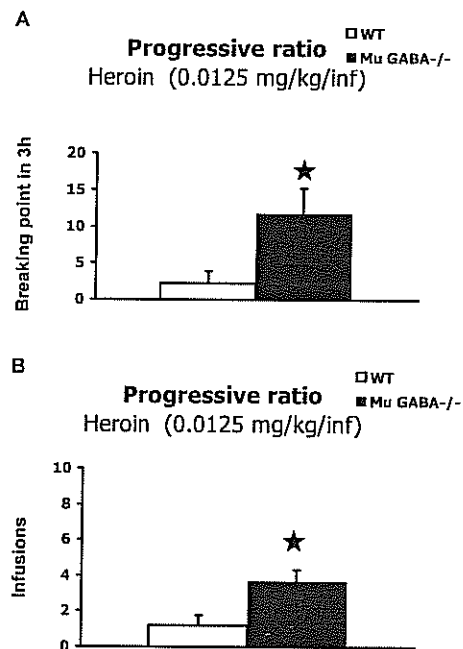 A
WT
Mu GABA-/-
Progressive ratio
Heroin (0.0125 mg/kg/inf)
Breaking point in 3h
20
15
10
5
0
B
WT
Mu GABA-/-
Progressive ratio
Heroin (0.0125 mg/kg/inf)
Infusions
10
8
6
4
2
0